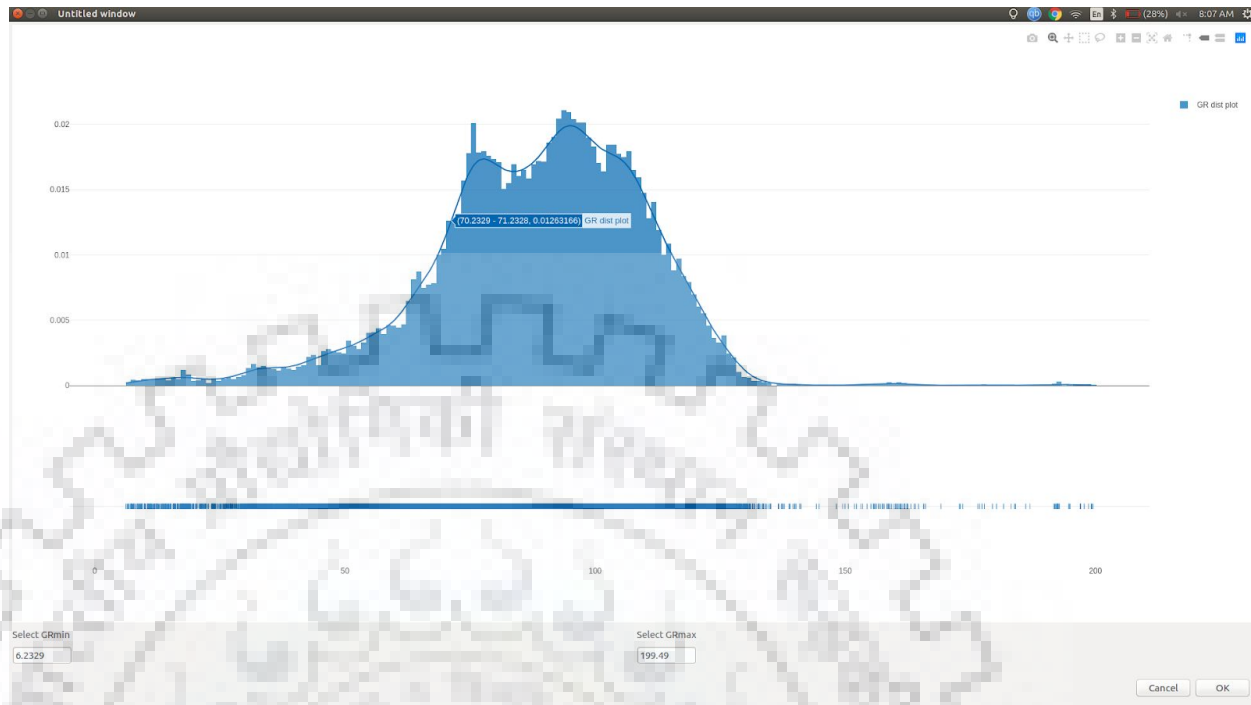 Untitled window
qb
En
(28%)
8:07 AM
GR dist plot
0.02
0.015
(70.2329 - 71.2328, 0.01263166) GR dist plot
0.01
0.005
0
0 50 100 150 200
Select GRmin Select GRmax
6.2329 199.49
Cancel OK